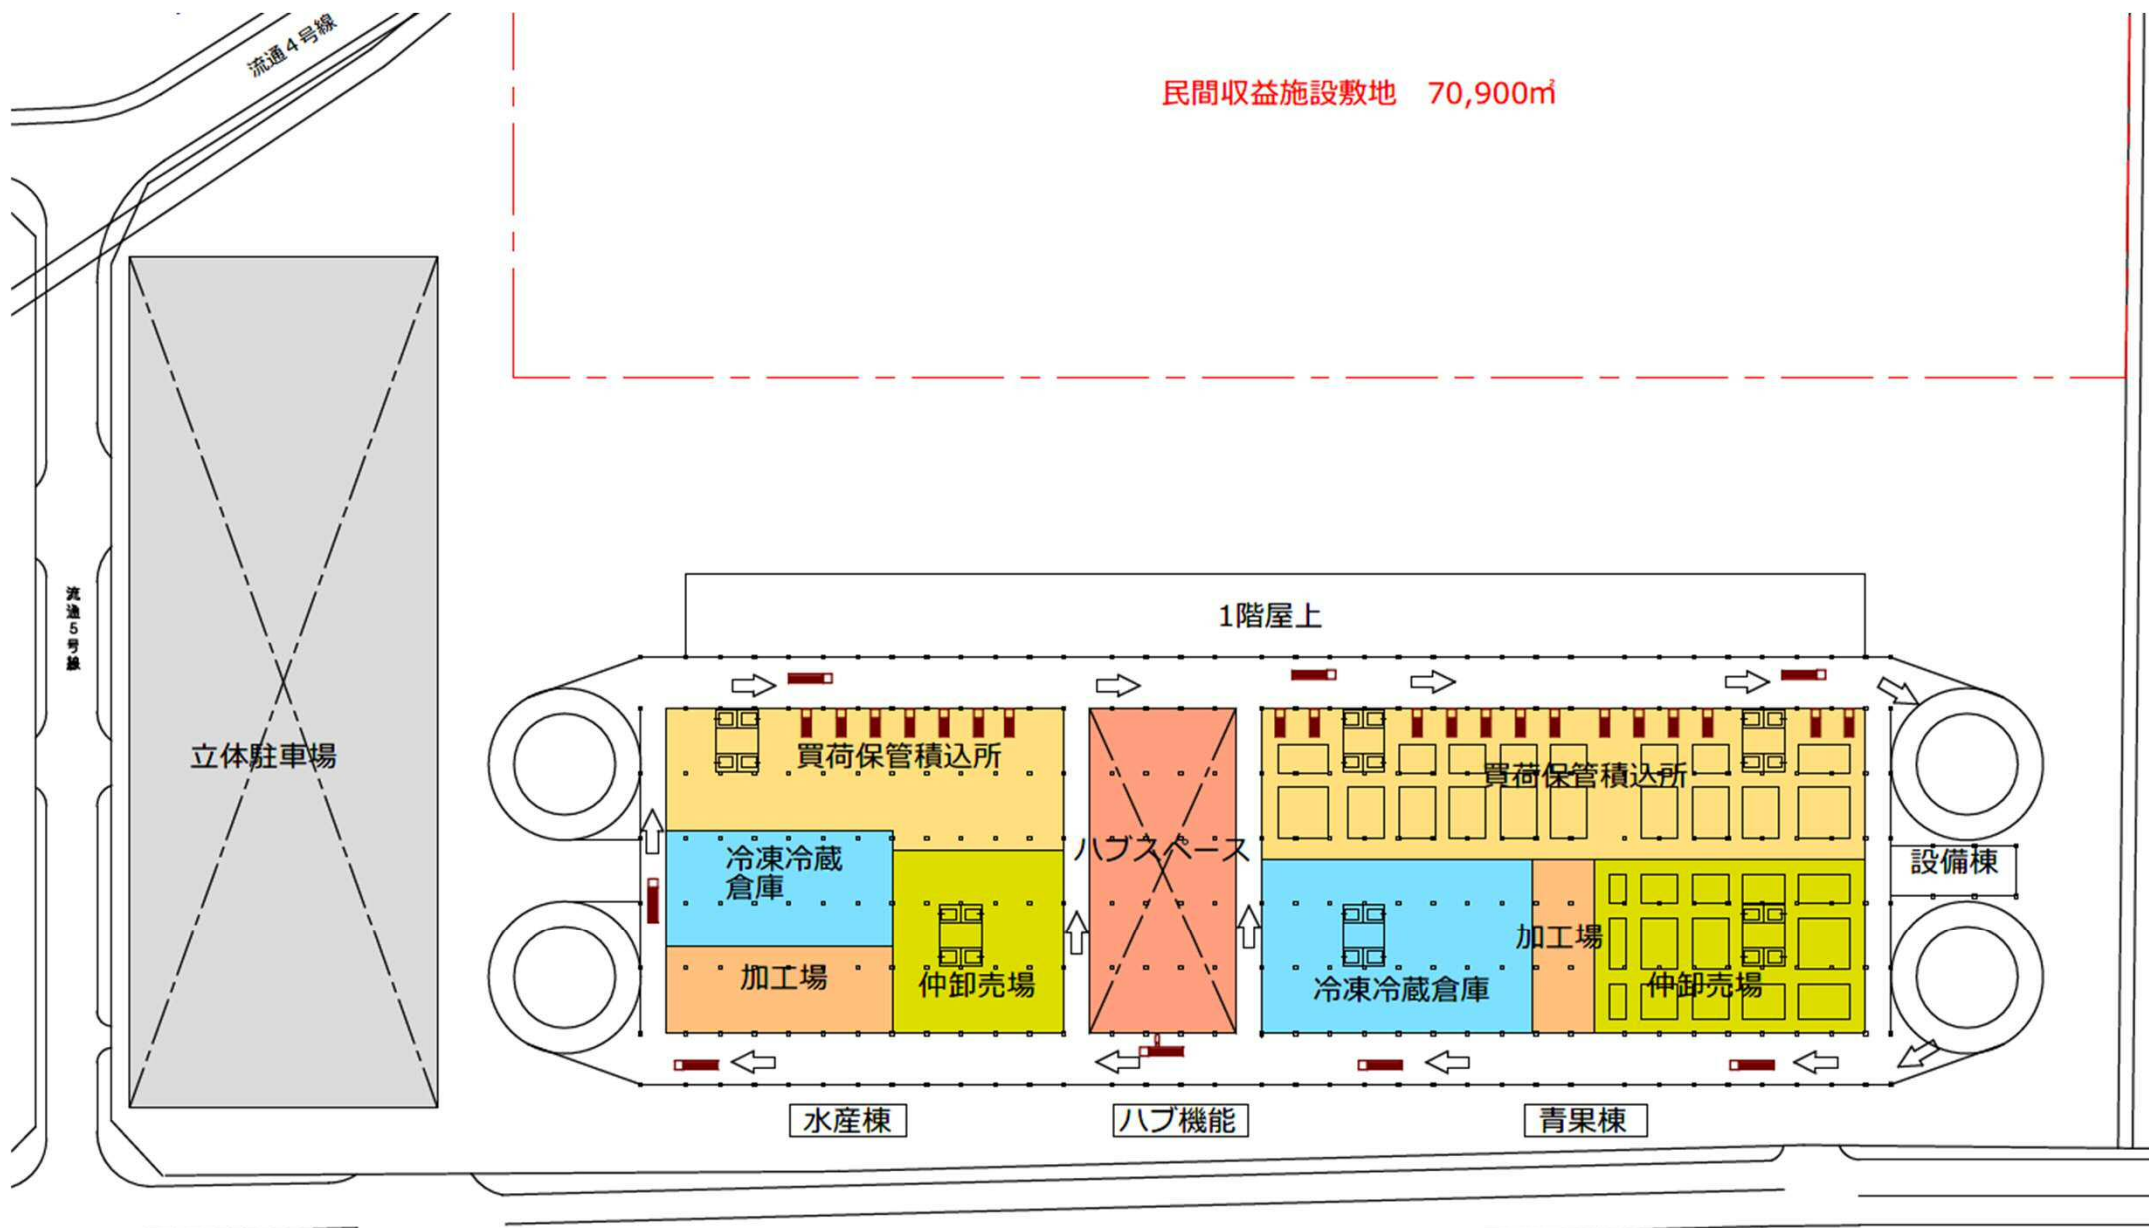 流通４号線
民間収益施設敷地　70,900㎡
流通５号線
1階屋上
立体駐車場
買荷保管積込所
買荷保管積込所
ハブスペース
冷凍冷蔵
倉庫
設備棟
加工場
加工場
仲卸売場
冷凍冷蔵倉庫
仲卸売場
水産棟
ハブ機能
青果棟